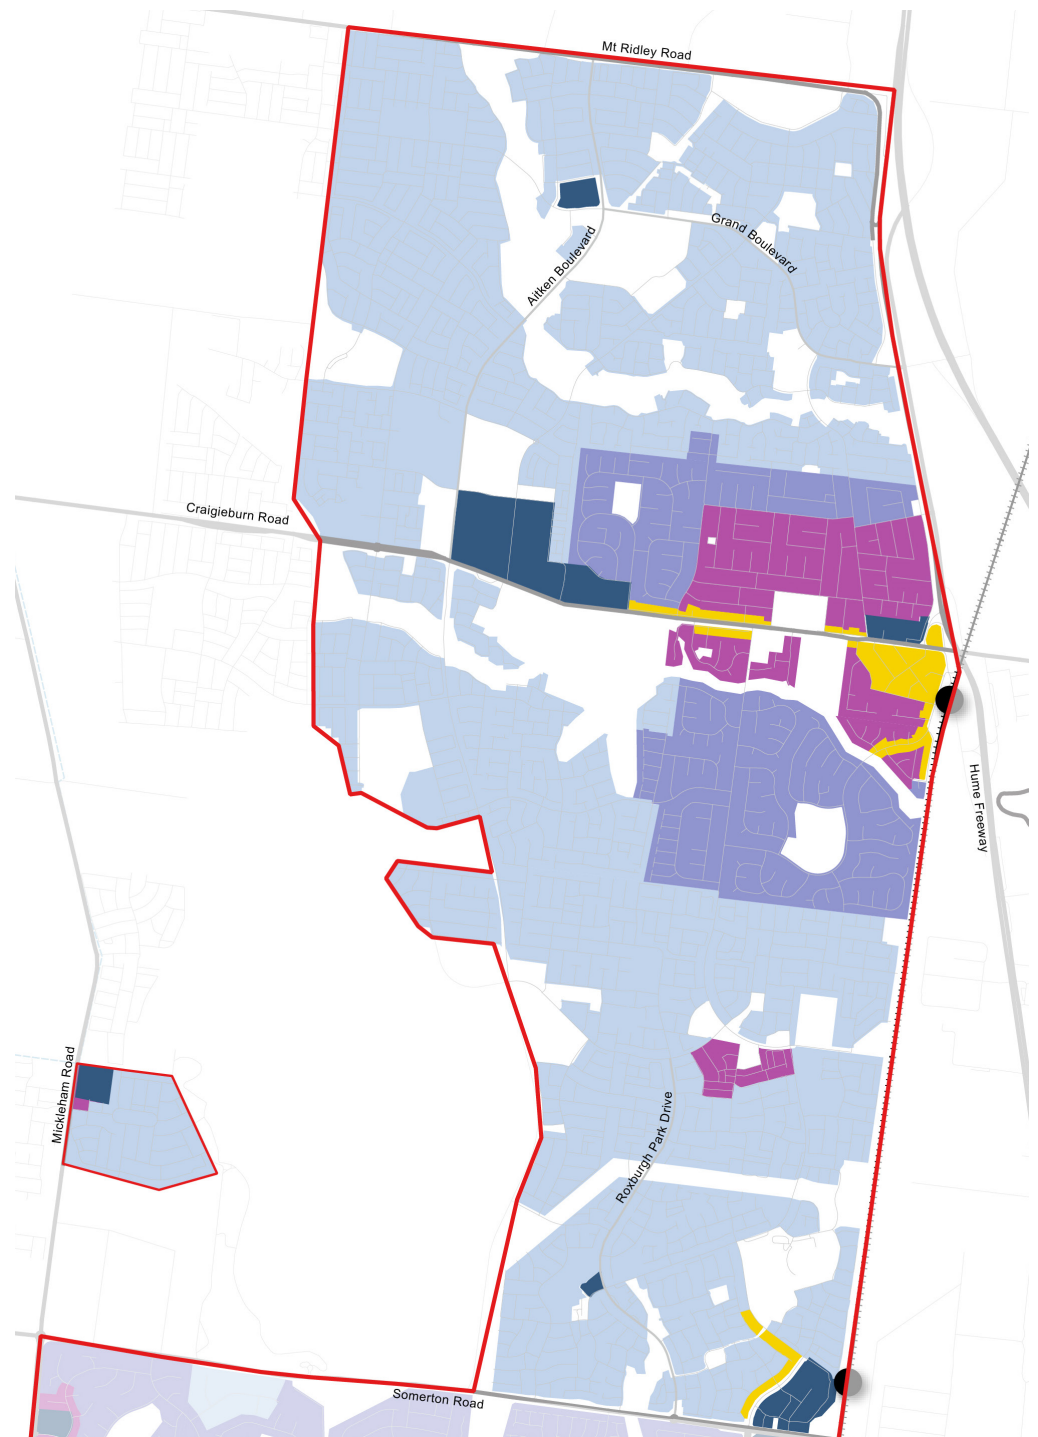 Mt Ridley Road
Grand Boulevard
Aitken Boulevard
Craigieburn Road
Hume Freeway
Mickleham Road
Roxburgh Park Drive
Somerton Road